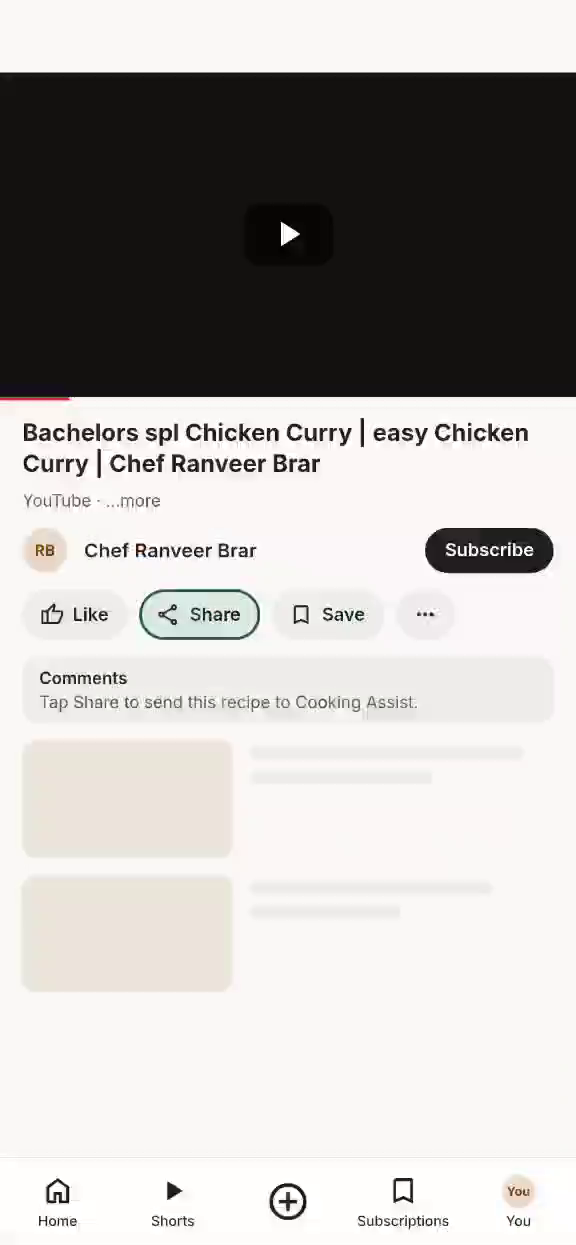 Bachelors spl Chicken Curry | easy Chicken
Curry | Chef Ranveer Brar
YouTube · ...more
RB
Chef Ranveer Brar
Subscribe
Like
Share
Save
Comments
Tap Share to send this recipe to Cooking Assist.
You
Home
Shorts
Subscriptions
You